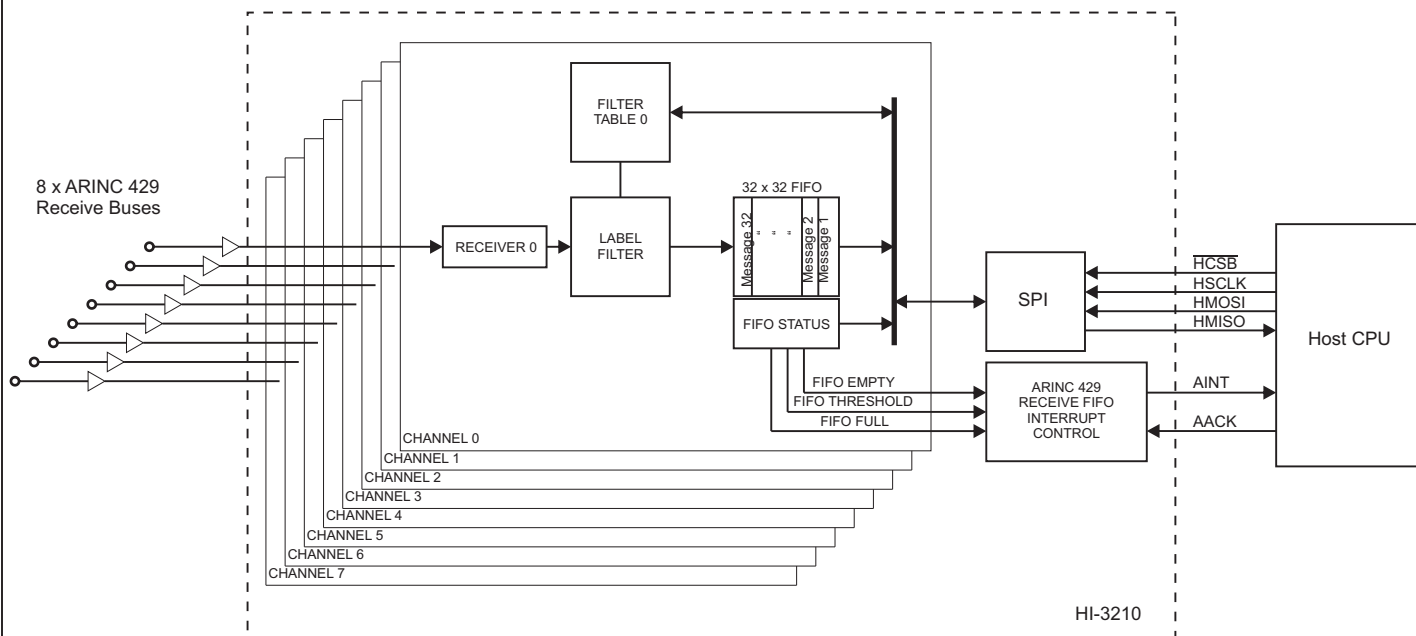 8 x ARINC 429
Receive Buses
FILTER
TABLE 0
RECEIVER 0
LABEL
FILTER
32 x 32 FIFO
Message 32
" " "
Message 2
Message 1
FIFO STATUS
FIFO EMPTY
FIFO THRESHOLD
FIFO FULL
SPI
HCSB
HSCLK
HMOSI
HMISO
Host CPU
ARINC 429
RECEIVE FIFO
INTERRUPT
CONTROL
AINT
AACK
CHANNEL 0
CHANNEL 1
CHANNEL 2
CHANNEL 3
CHANNEL 4
CHANNEL 5
CHANNEL 6
CHANNEL 7
HI-3210